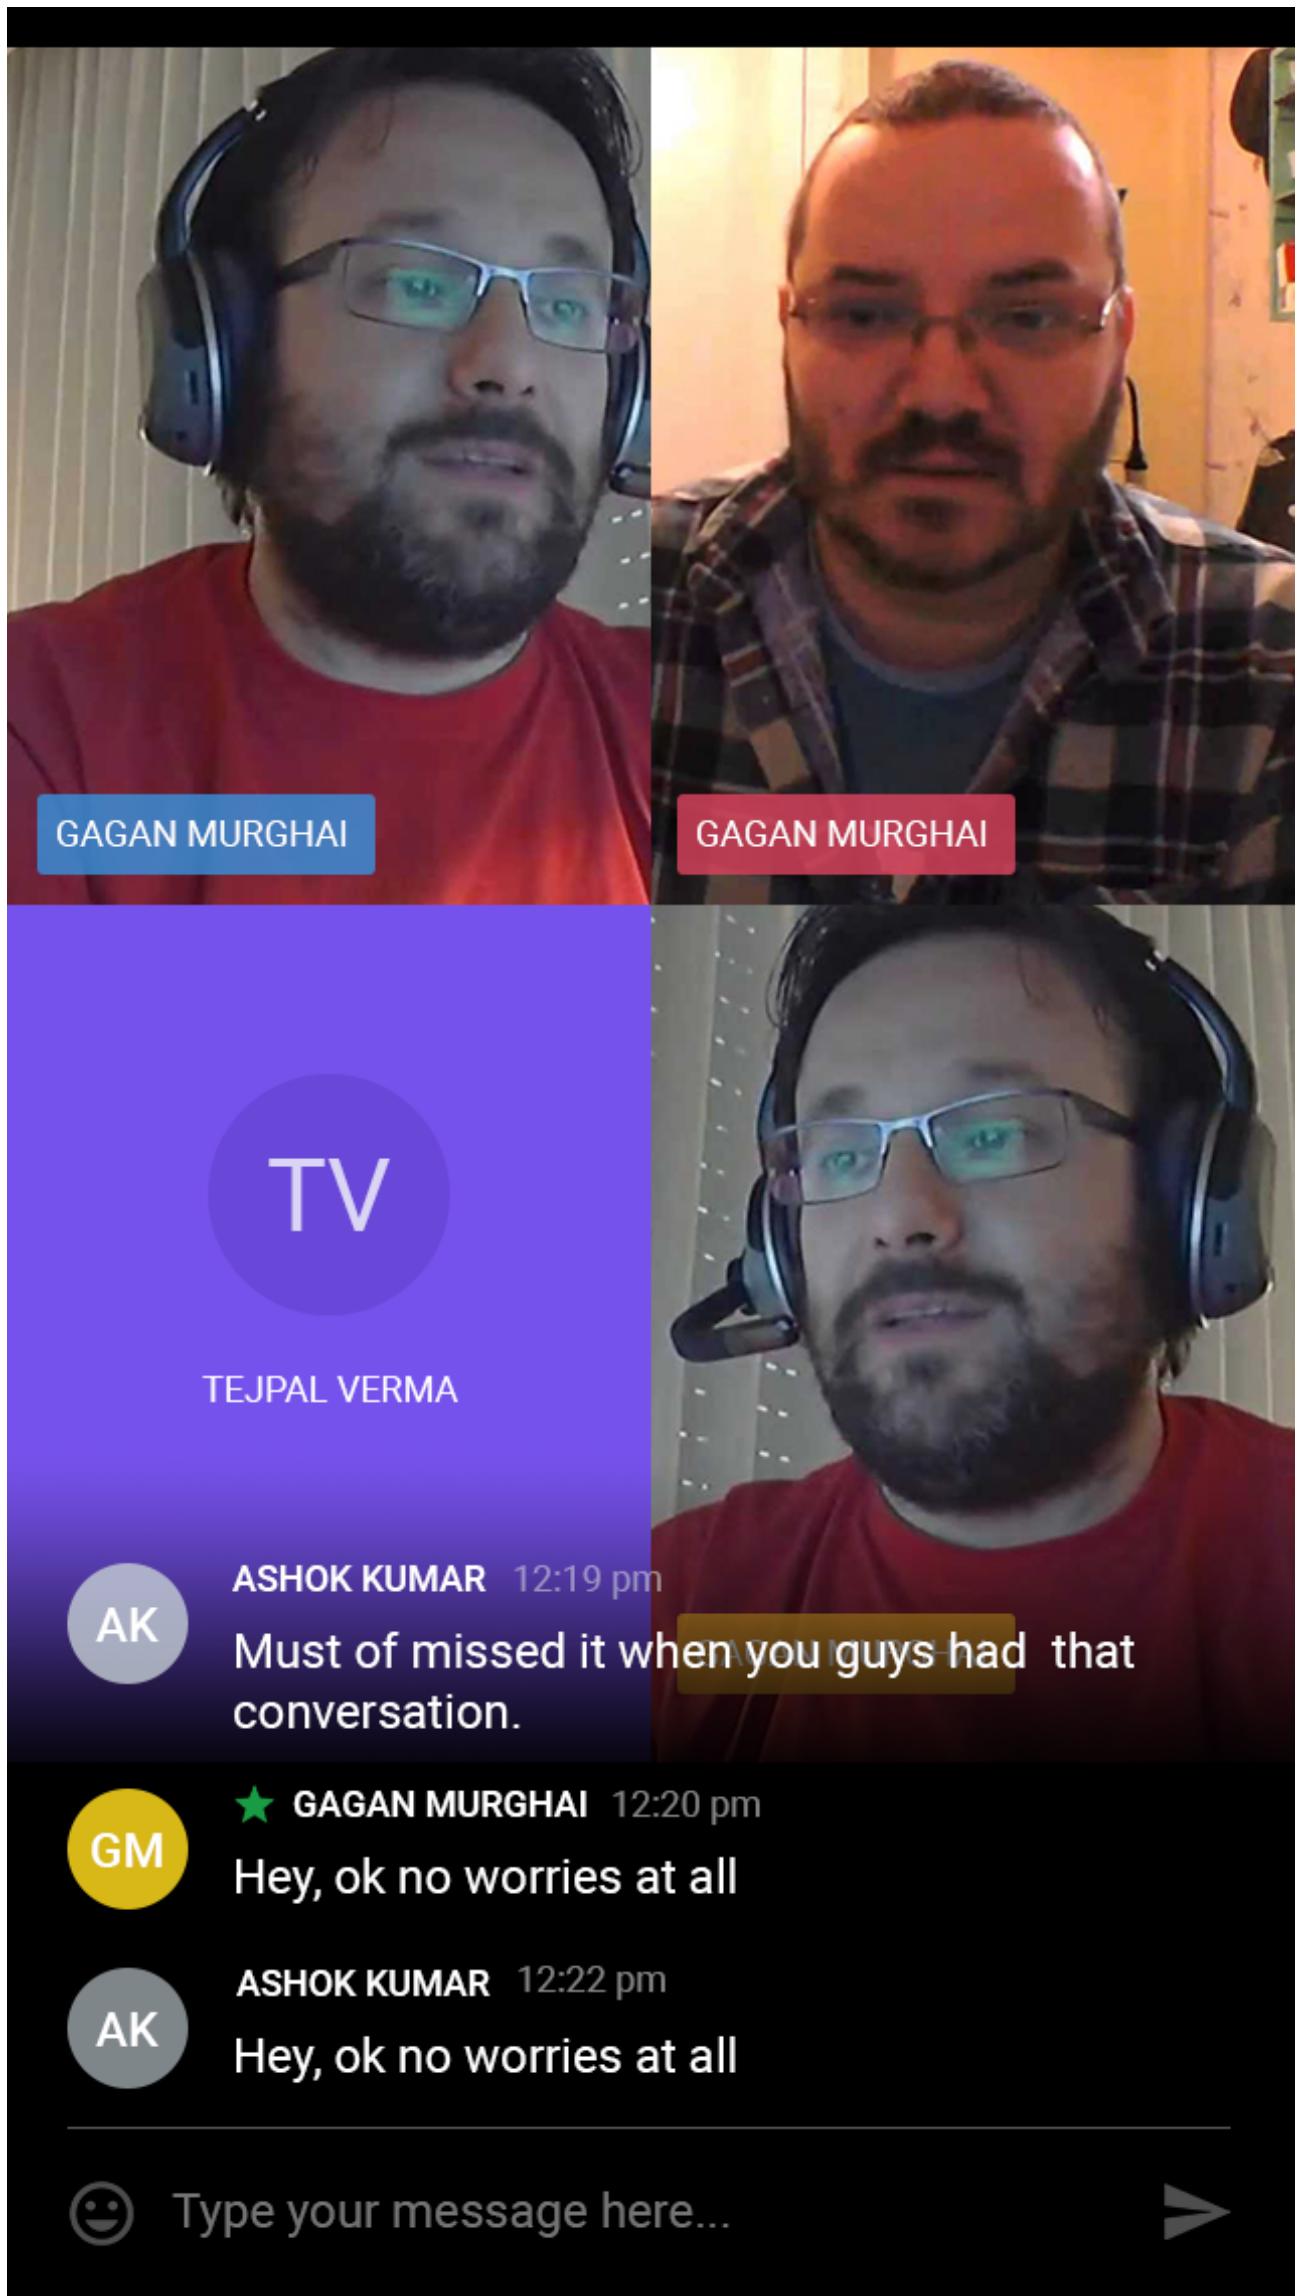 GAGAN MURGHAI
GAGAN MURGHAI
TV
TEJPAL VERMA
GAGAN MURGHAI
AK
ASHOK KUMAR 12:19 pm
Must of missed it when you guys had that
conversation.
GM
GAGAN MURGHAI 12:20 pm
Hey, ok no worries at all
AK
ASHOK KUMAR 12:22 pm
Hey, ok no worries at all
Type your message here...